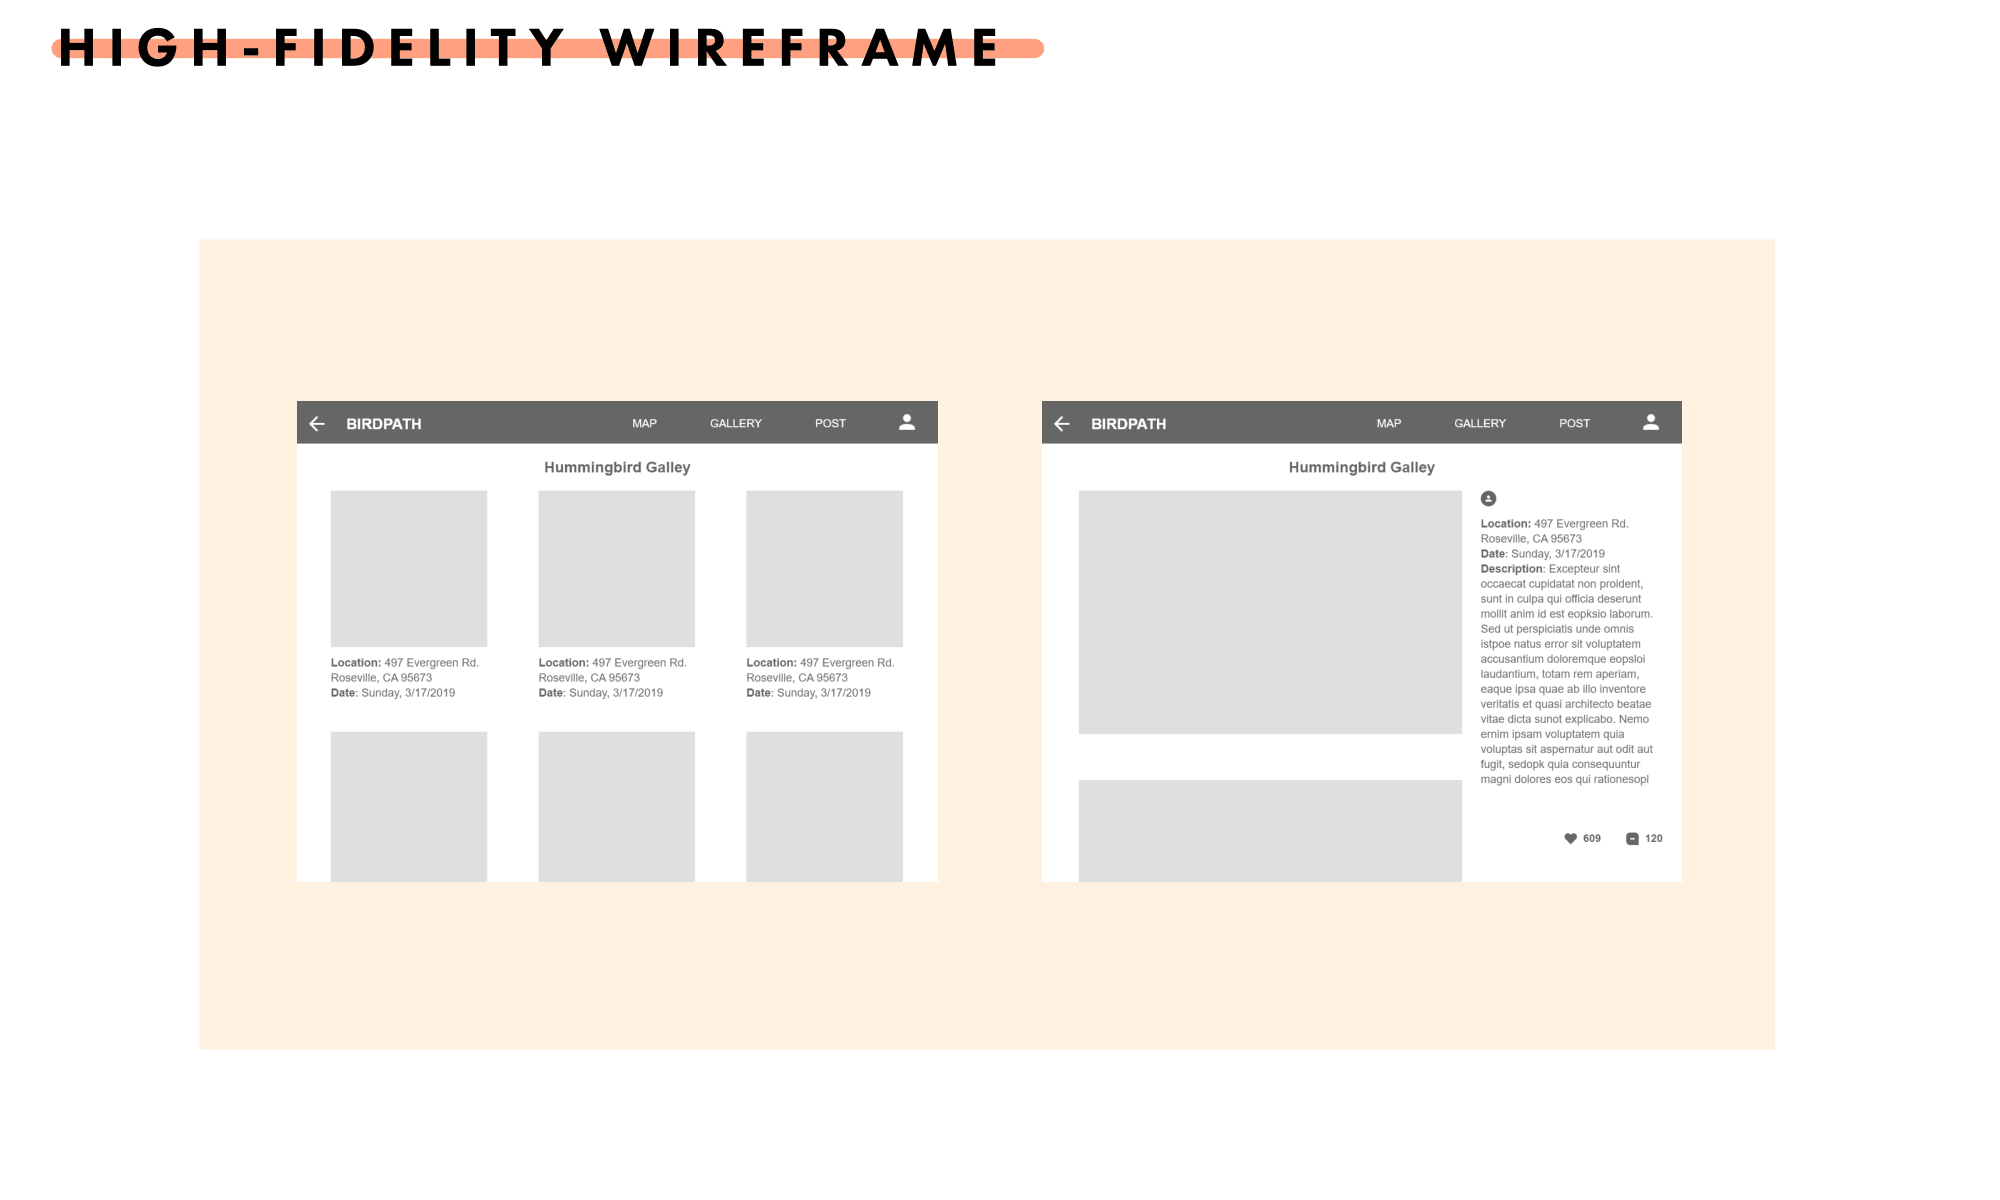 HIGH-FIDELITY WIREFRAME
BIRDPATH MAP GALLERY POST
Hummingbird Galley
Location: 497 Evergreen Rd.
Roseville, CA 95673
Date: Sunday, 3/17/2019
Location: 497 Evergreen Rd.
Roseville, CA 95673
Date: Sunday, 3/17/2019
Location: 497 Evergreen Rd.
Roseville, CA 95673
Date: Sunday, 3/17/2019
BIRDPATH MAP GALLERY POST
Hummingbird Galley
Location: 497 Evergreen Rd.
Roseville, CA 95673
Date: Sunday, 3/17/2019
Description: Excepteur sint
occaecat cupidatat non proident,
sunt in culpa qui officia deserunt
mollit anim id est eopksio laborum.
Sed ut perspiciatis unde omnis
istpoe natus error sit voluptatem
accusantium doloremque eopsloi
laudantium, totam rem aperiam,
eaque ipsa quae ab illo inventore
veritatis et quasi architecto beatae
vitae dicta sunot explicabo. Nemo
ernim ipsam voluptatem quia
voluptas sit aspernatur aut odit aut
fugit, sedopk quia consequuntur
magni dolores eos qui rationesopl
609 120